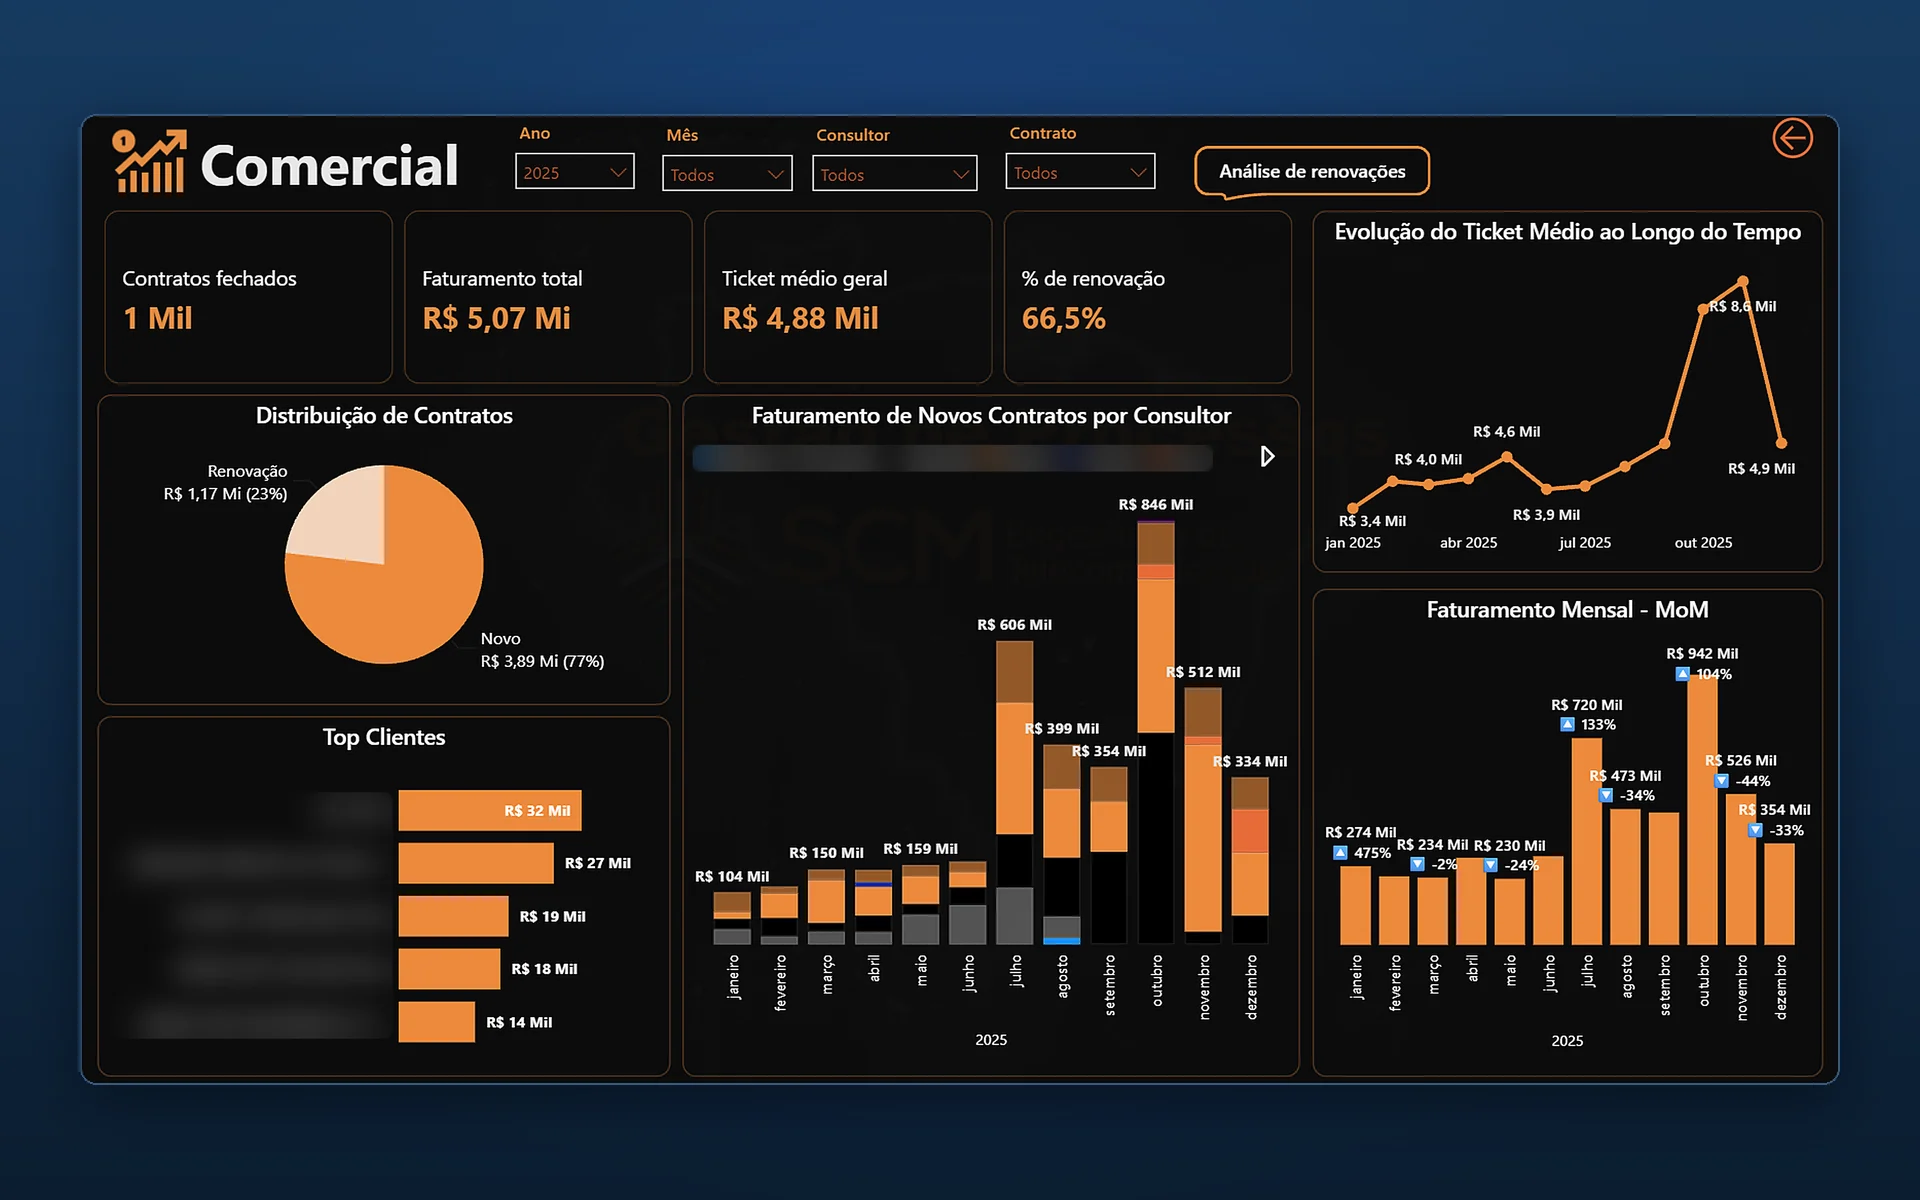 Comercial
Ano
2025
Mês
Todos
Consultor
Todos
Contrato
Todos
Análise de renovações
Contratos fechados
1 Mil
Faturamento total
R$ 5,07 Mi
Ticket médio geral
R$ 4,88 Mil
% de renovação
66,5%
Evolução do Ticket Médio ao Longo do Tempo
R$ 8,6 Mil
R$ 4,6 Mil
R$ 4,0 Mil
R$ 4,9 Mil
R$ 3,9 Mil
R$ 3,4 Mil
jan 2025
abr 2025
jul 2025
out 2025
Distribuição de Contratos
Renovação
R$ 1,17 Mi (23%)
Novo
R$ 3,89 Mi (77%)
Top Clientes
R$ 32 Mil
R$ 27 Mil
R$ 19 Mil
R$ 18 Mil
R$ 14 Mil
Faturamento de Novos Contratos por Consultor
R$ 104 Mil
R$ 150 Mil
R$ 159 Mil
R$ 606 Mil
R$ 399 Mil
R$ 354 Mil
R$ 846 Mil
R$ 512 Mil
R$ 334 Mil
janeiro
fevereiro
março
abril
maio
junho
julho
agosto
setembro
outubro
novembro
dezembro
2025
Faturamento Mensal - MoM
R$ 274 Mil
475%
R$ 234 Mil
-2%
R$ 230 Mil
-24%
R$ 720 Mil
133%
R$ 473 Mil
-34%
R$ 942 Mil
104%
R$ 526 Mil
-44%
R$ 354 Mil
-33%
janeiro
fevereiro
março
abril
maio
junho
julho
agosto
setembro
outubro
novembro
dezembro
2025